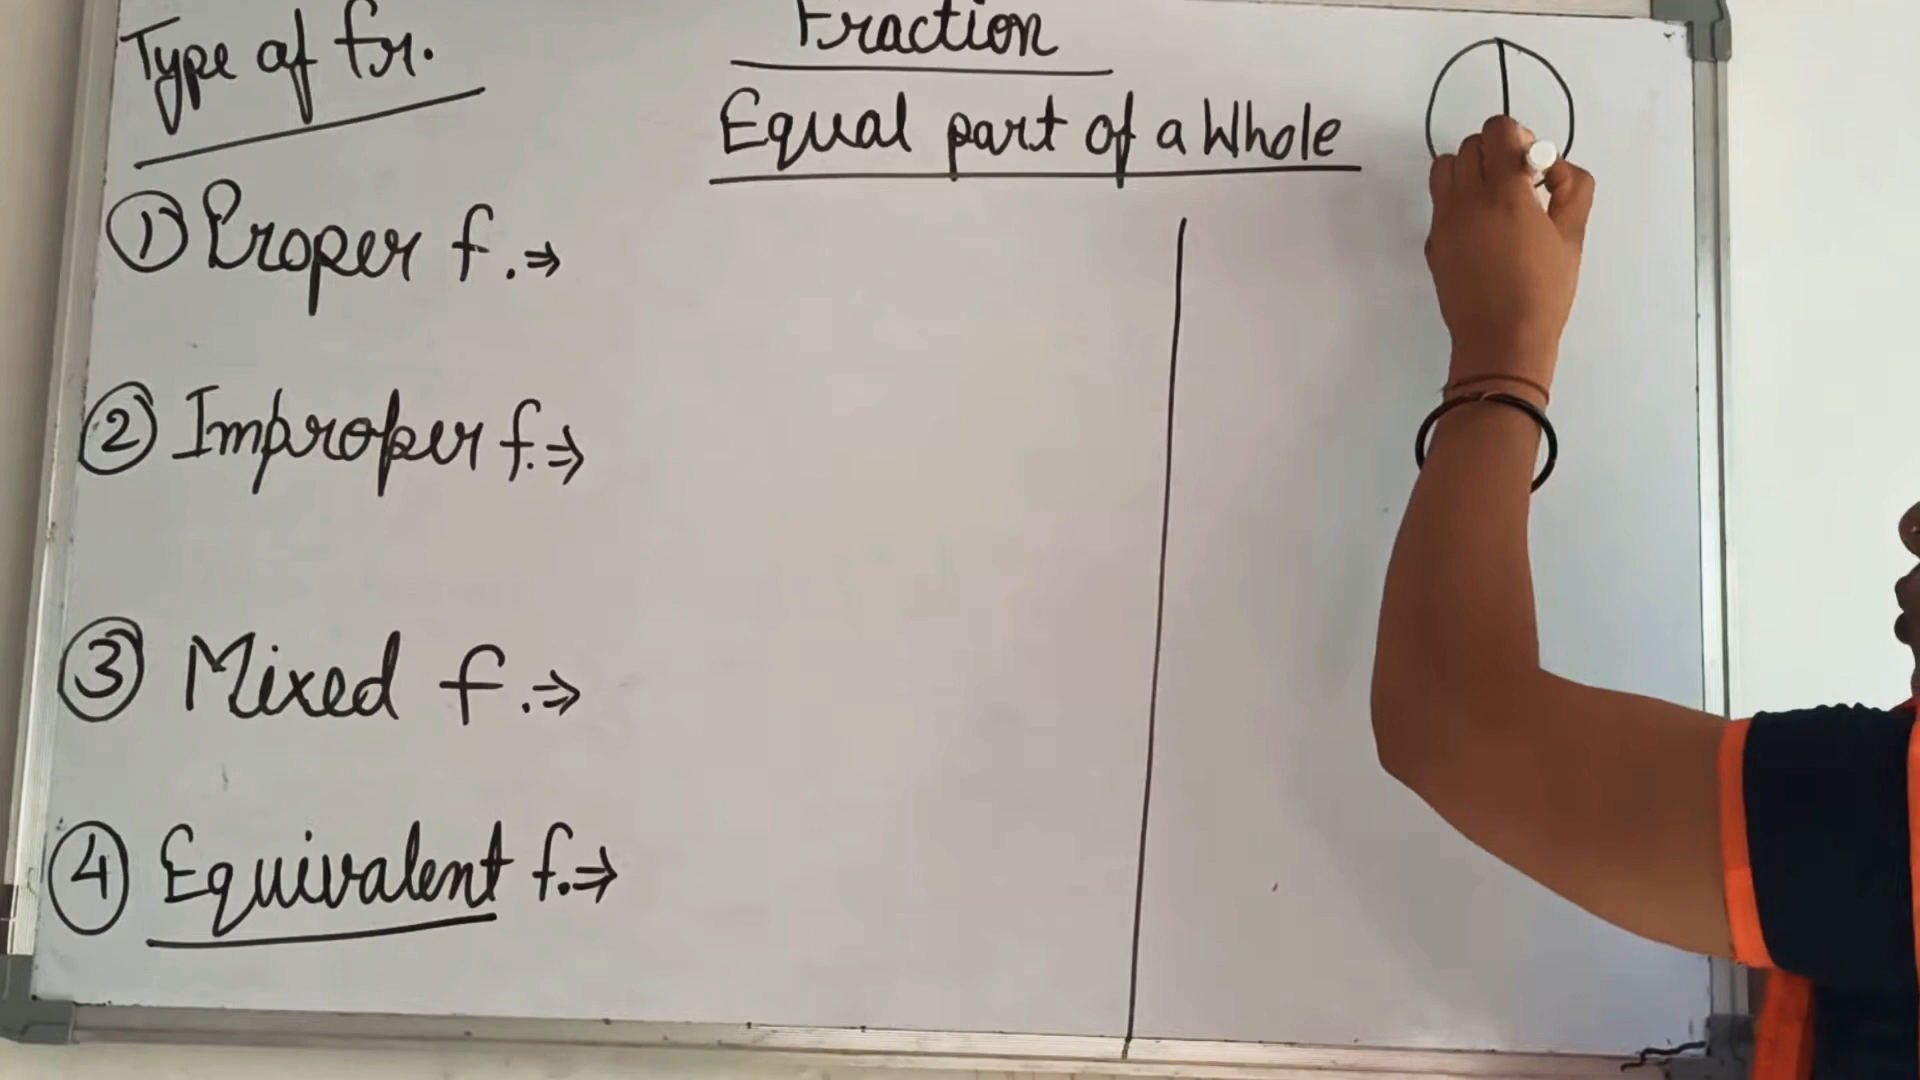 Type of fr.
Fraction
Equal part of a Whole
① Proper f. ⇒
② Improper f. ⇒
③ Mixed f. ⇒
④ Equivalent f. ⇒